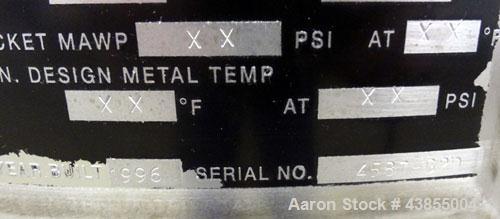 CKET MAWP XX PSI AT XX °F
N. DESIGN METAL TEMP
XX °F AT XX PSI
YEAR BUILT 1996 SERIAL NO.
Aaron Stock # 43855004